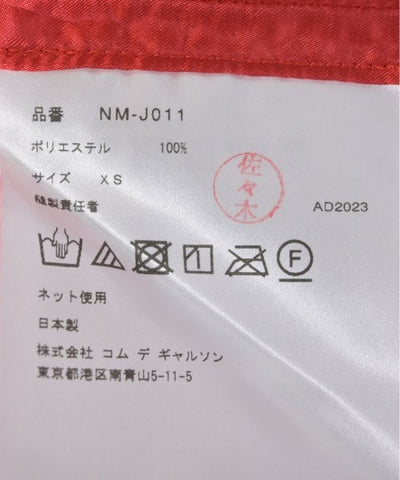 品番 NM-J011
ポリエステル 100%
サイズ XS
縫製責任者 佐々木 AD2023
ネット使用
日本製
株式会社 コム デ ギャルソン
東京都港区南青山5-11-5